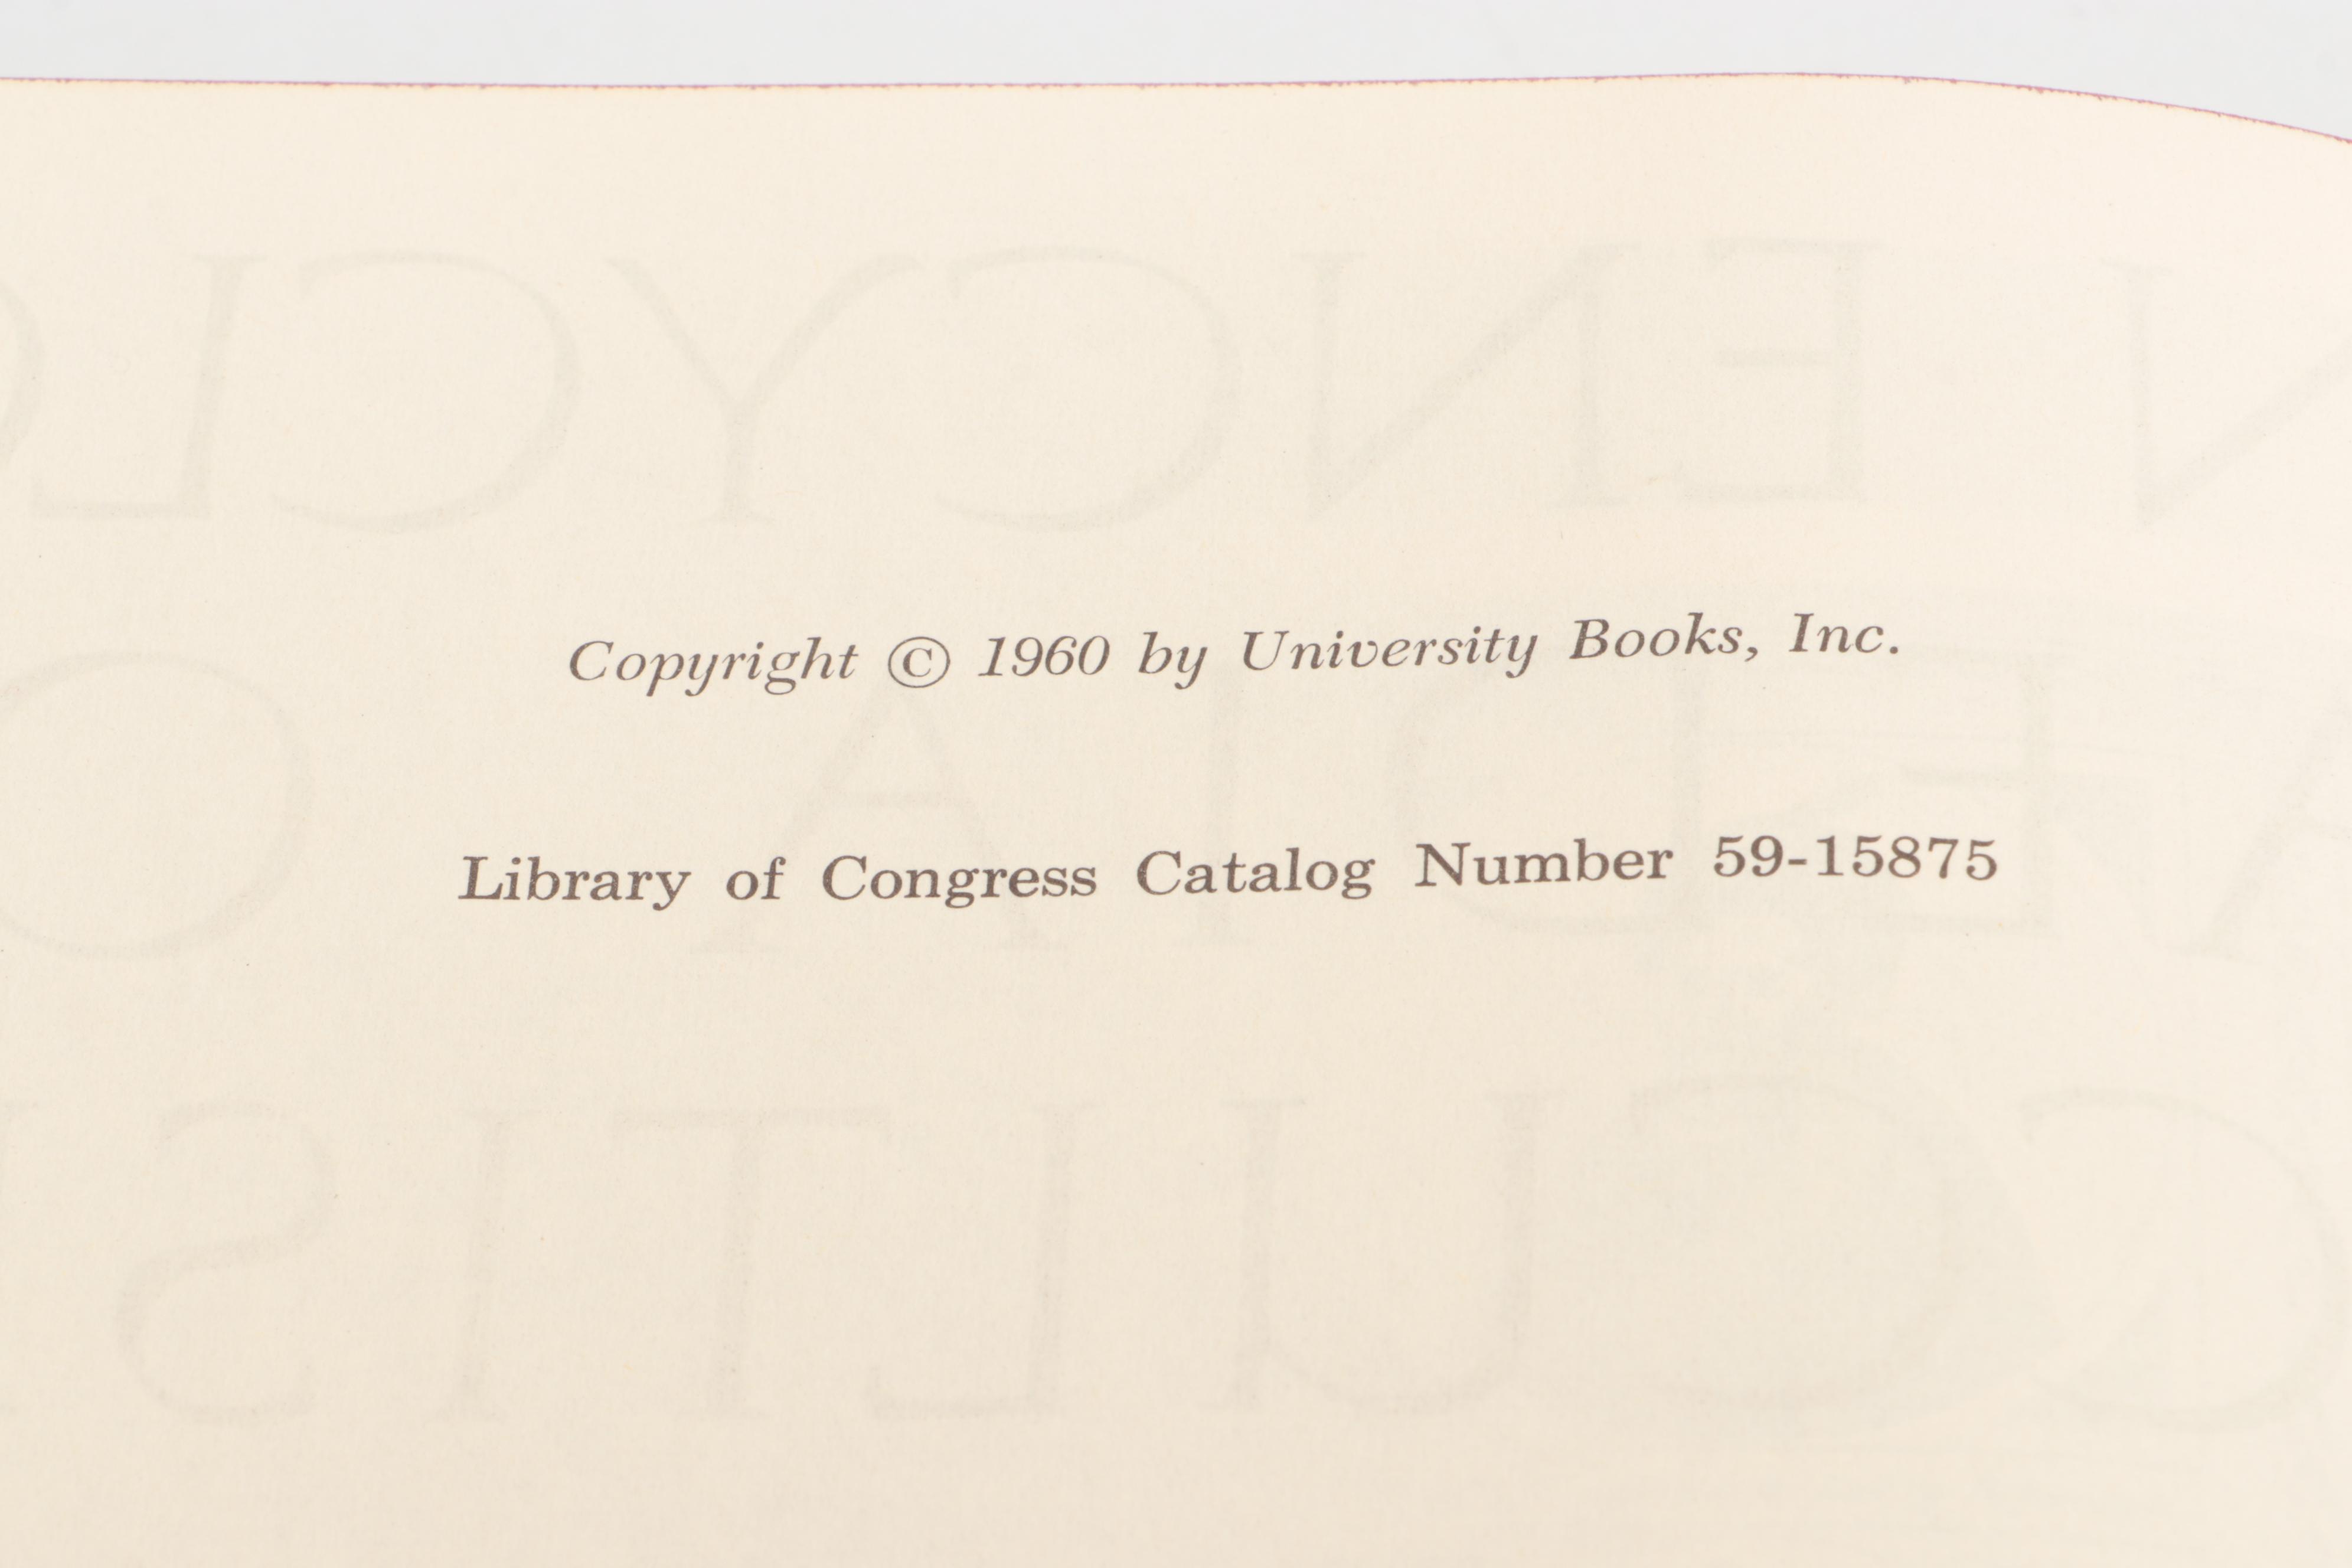 Copyright © 1960 by University Books, Inc.
Library of Congress Catalog Number 59-15875